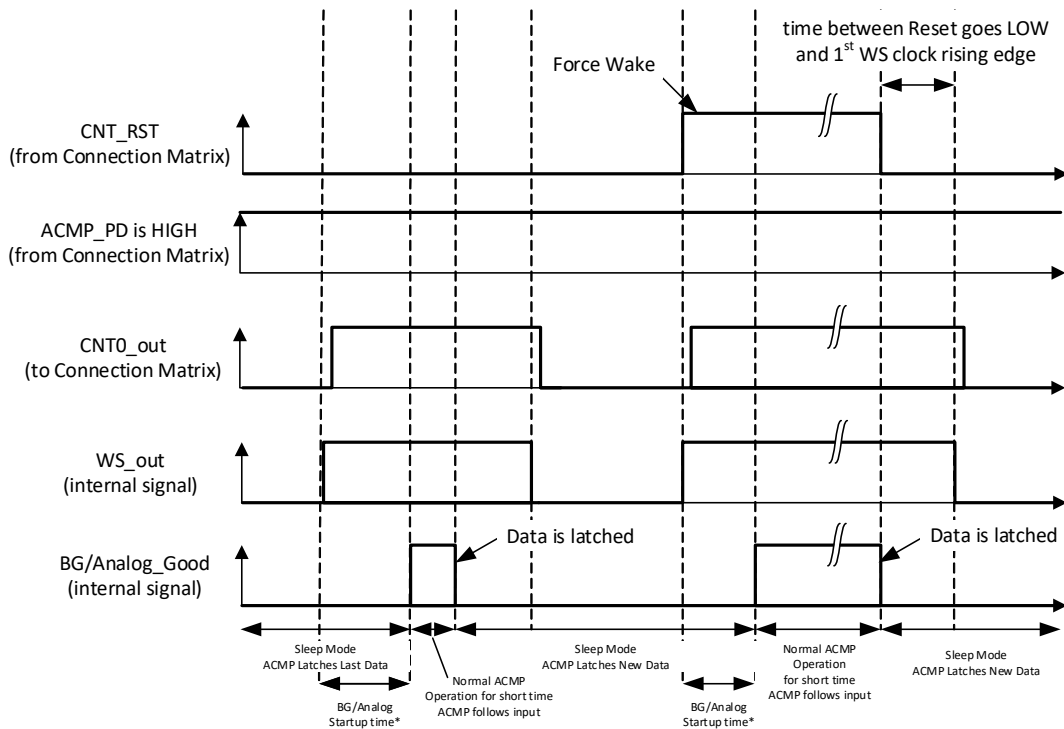 time between Reset goes LOW
and 1st WS clock rising edge
Force Wake
CNT_RST
(from Connection Matrix)
ACMP_PD is HIGH
(from Connection Matrix)
CNT0_out
(to Connection Matrix)
WS_out
(internal signal)
BG/Analog_Good
(internal signal)
Data is latched
Data is latched
Sleep Mode
ACMP Latches Last Data
Normal ACMP
Operation for short time
ACMP follows input
Sleep Mode
ACMP Latches New Data
Normal ACMP
Operation
for short time
ACMP follows input
Sleep Mode
ACMP Latches New Data
BG/Analog
Startup time*
BG/Analog
Startup time*